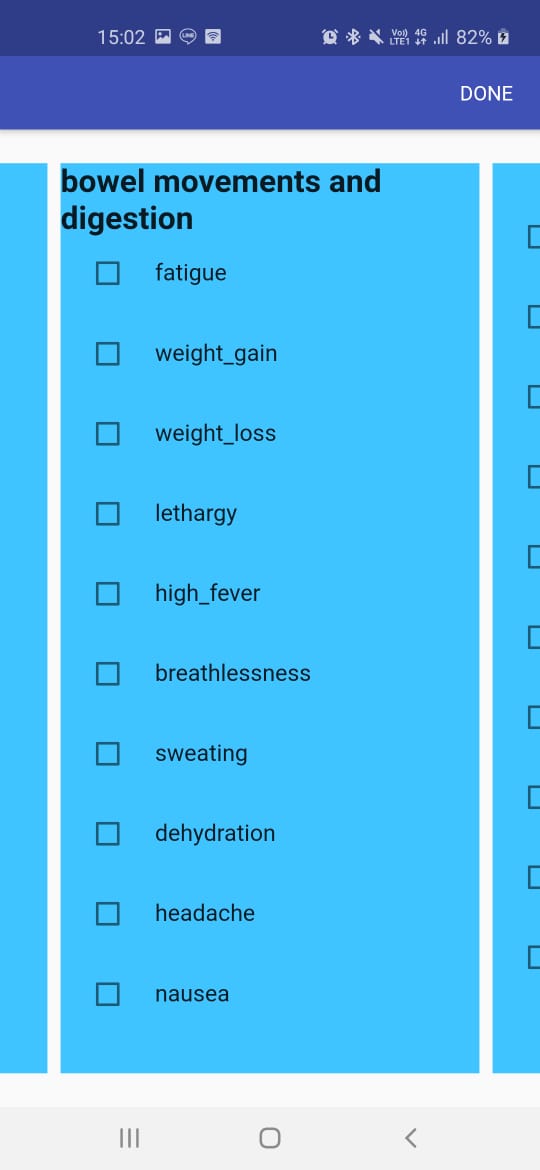 15:02
Vo)) 4G
LTE1
82%
DONE
bowel movements and
digestion
fatigue
weight_gain
weight_loss
lethargy
high_fever
breathlessness
sweating
dehydration
headache
nausea